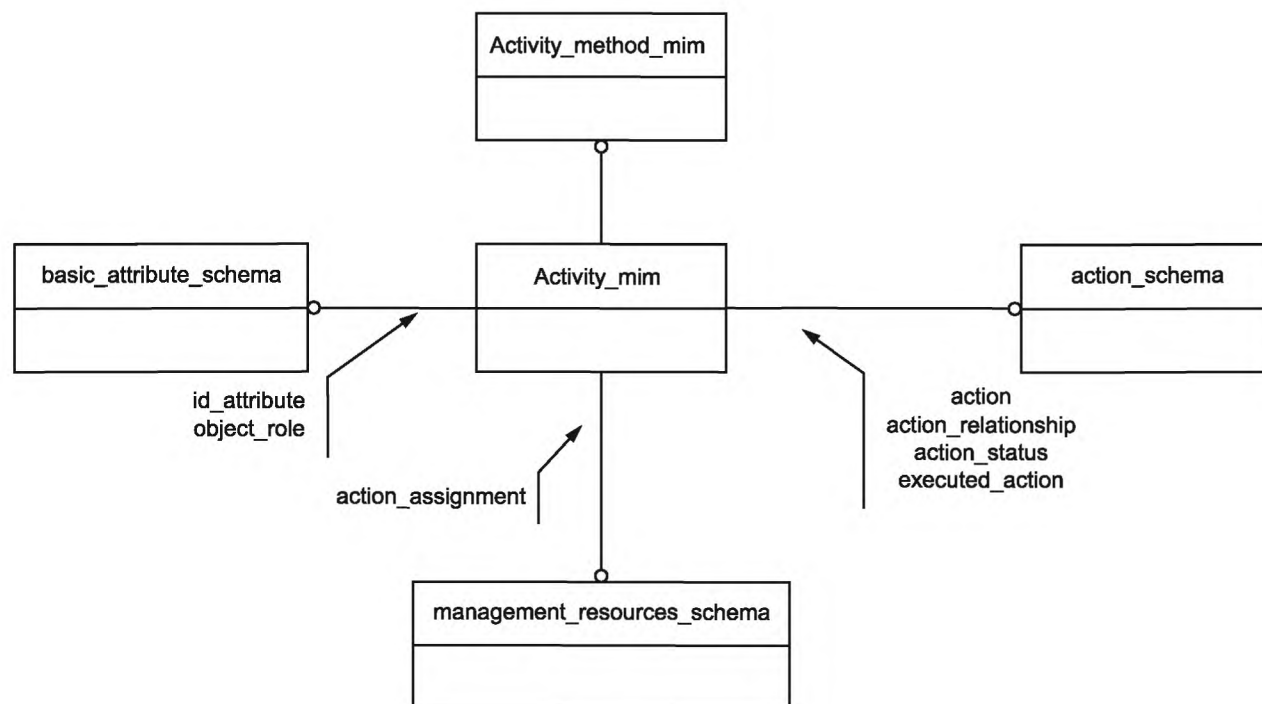 Activity_method_mim
basic_attribute_schema
Activity_mim
action_schema
id_attribute
object_role
action_assignment
action
action_relationship
action_status
executed_action
management_resources_schema